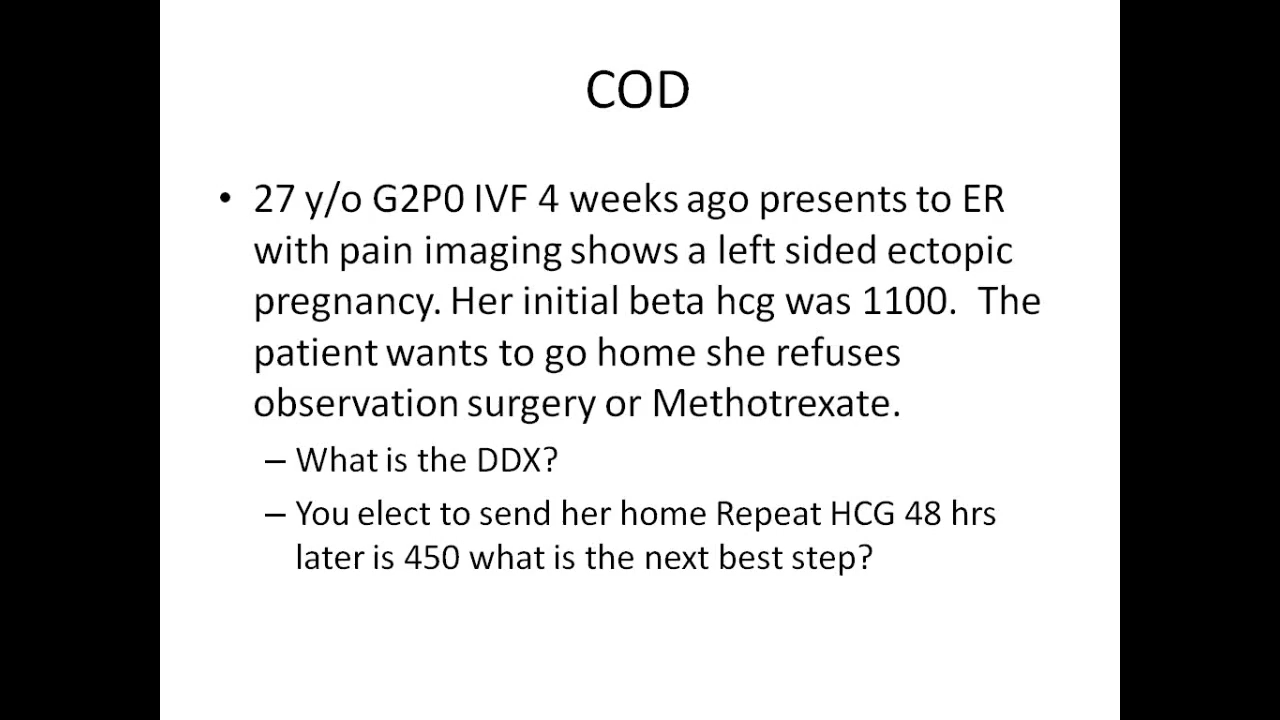 COD
• 27 y/o G2P0 IVF 4 weeks ago presents to ER
with pain imaging shows a left sided ectopic
pregnancy. Her initial beta hcg was 1100.  The
patient wants to go home she refuses
observation surgery or Methotrexate.
– What is the DDX?
– You elect to send her home Repeat HCG 48 hrs
later is 450 what is the next best step?